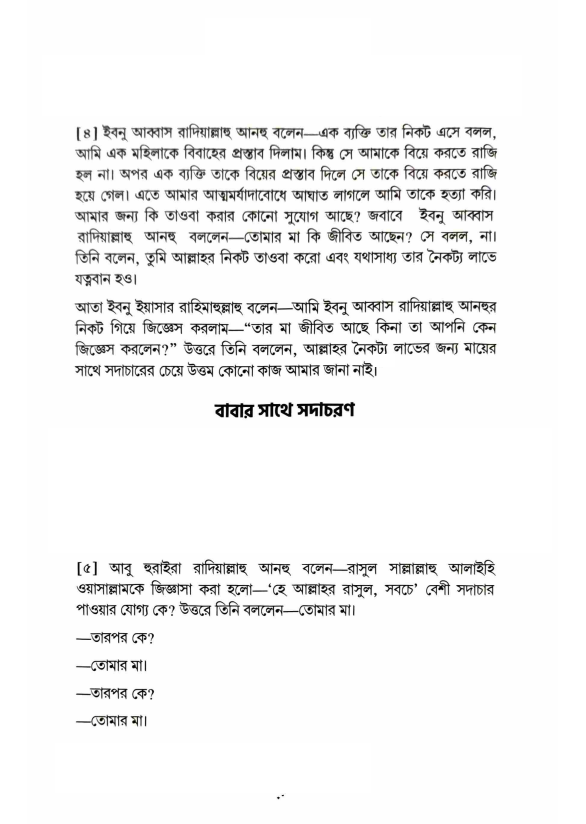 [৪] ইবনু আব্বাস রাদিয়াল্লাহু আনহু বলেন—এক ব্যক্তি তার নিকট এসে বলল,
আমি এক মহিলাকে বিবাহের প্রস্তাব দিলাম। কিন্তু সে আমাকে বিয়ে করতে রাজি
হল না। অপর এক ব্যক্তি তাকে বিয়ের প্রস্তাব দিলে সে তাকে বিয়ে করতে রাজি
হয়ে গেল। এতে আমার আত্মমর্যাদাবোধে আঘাত লাগলে আমি তাকে হত্যা করি।
আমার জন্য কি তাওবা করার কোনো সুযোগ আছে? জবাবে ইবনু আব্বাস
রাদিয়াল্লাহু আনহু বললেন—তোমার মা কি জীবিত আছেন? সে বলল, না।
তিনি বলেন, তুমি আল্লাহর নিকট তাওবা করো এবং যথাসাধ্য তার নৈকট্য লাভে
যত্নবান হও।
আতা ইবনু ইয়াসার রাহিমাহুল্লাহু বলেন—আমি ইবনু আব্বাস রাদিয়াল্লাহু আনহুর
নিকট গিয়ে জিজ্ঞেস করলাম—“তার মা জীবিত আছে কিনা তা আপনি কেন
জিজ্ঞেস করলেন?” উত্তরে তিনি বললেন, আল্লাহর নৈকট্য লাভের জন্য মায়ের
সাথে সদাচারের চেয়ে উত্তম কোনো কাজ আমার জানা নাই।
বাবার সাথে সদাচরণ
[৫] আবু হুরাইরা রাদিয়াল্লাহু আনহু বলেন—রাসুল সাল্লাল্লাহু আলাইহি
ওয়াসাল্লামকে জিজ্ঞাসা করা হলো—‘হে আল্লাহর রাসুল, সবচে’ বেশী সদাচার
পাওয়ার যোগ্য কে? উত্তরে তিনি বললেন—তোমার মা।
—তারপর কে?
—তোমার মা।
—তারপর কে?
—তোমার মা।